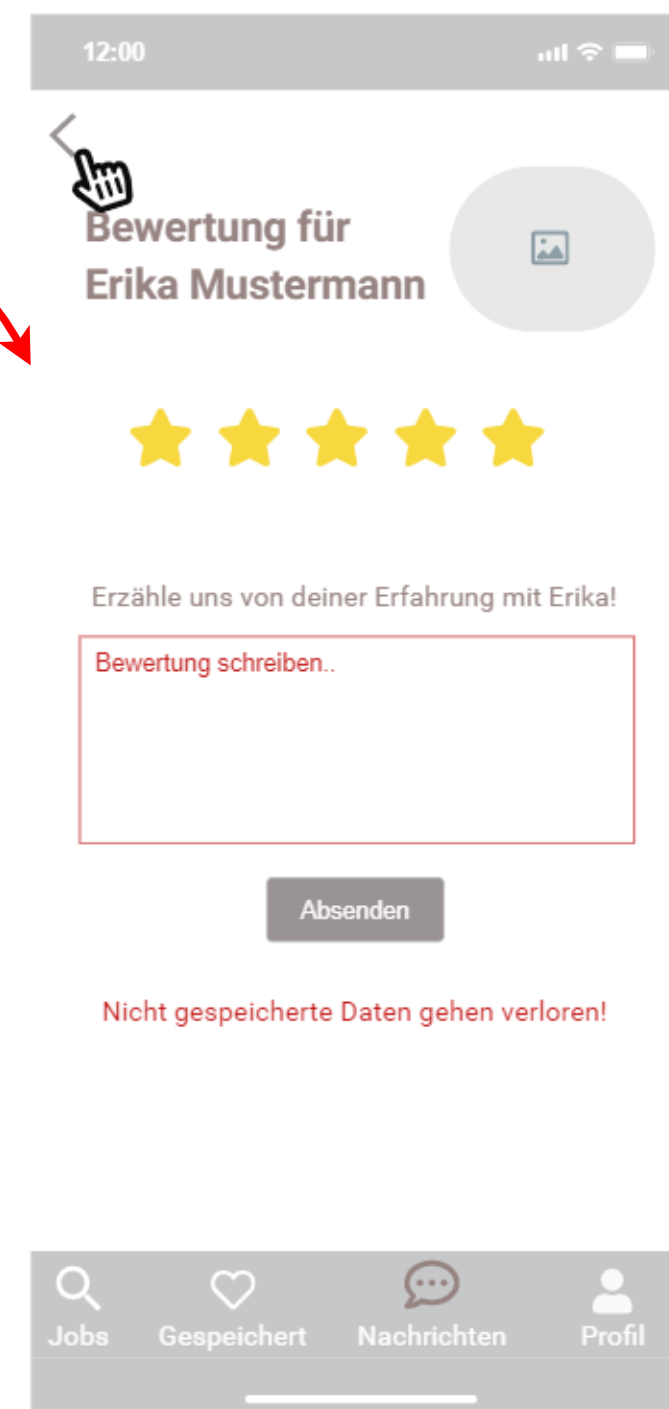 12:00
Bewertung für
Erika Mustermann
Erzähle uns von deiner Erfahrung mit Erika!
Bewertung schreiben..
Absenden
Nicht gespeicherte Daten gehen verloren!
Jobs Gespeichert Nachrichten Profil